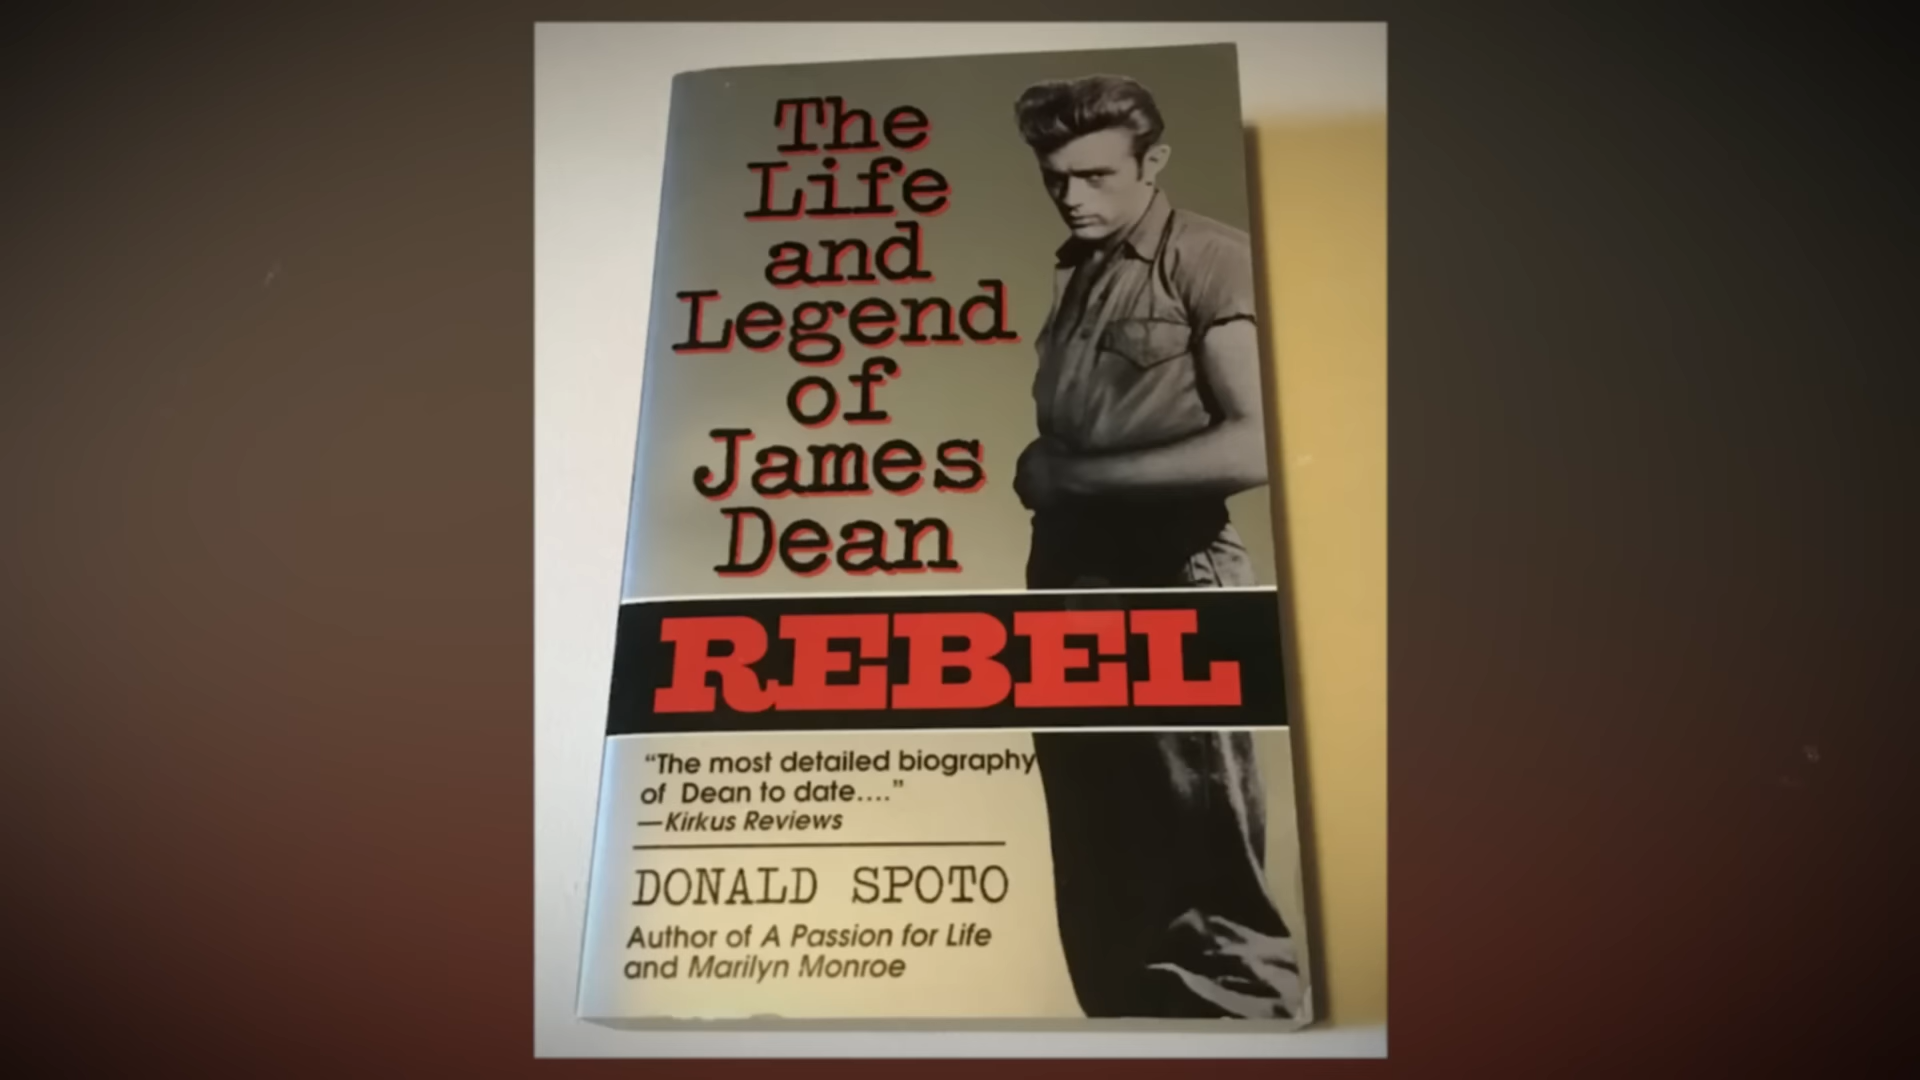 The
Life
and
Legend
of
James
Dean
REBEL
“The most detailed biography
of Dean to date....”
—Kirkus Reviews
DONALD SPOTO
Author of A Passion for Life
and Marilyn Monroe